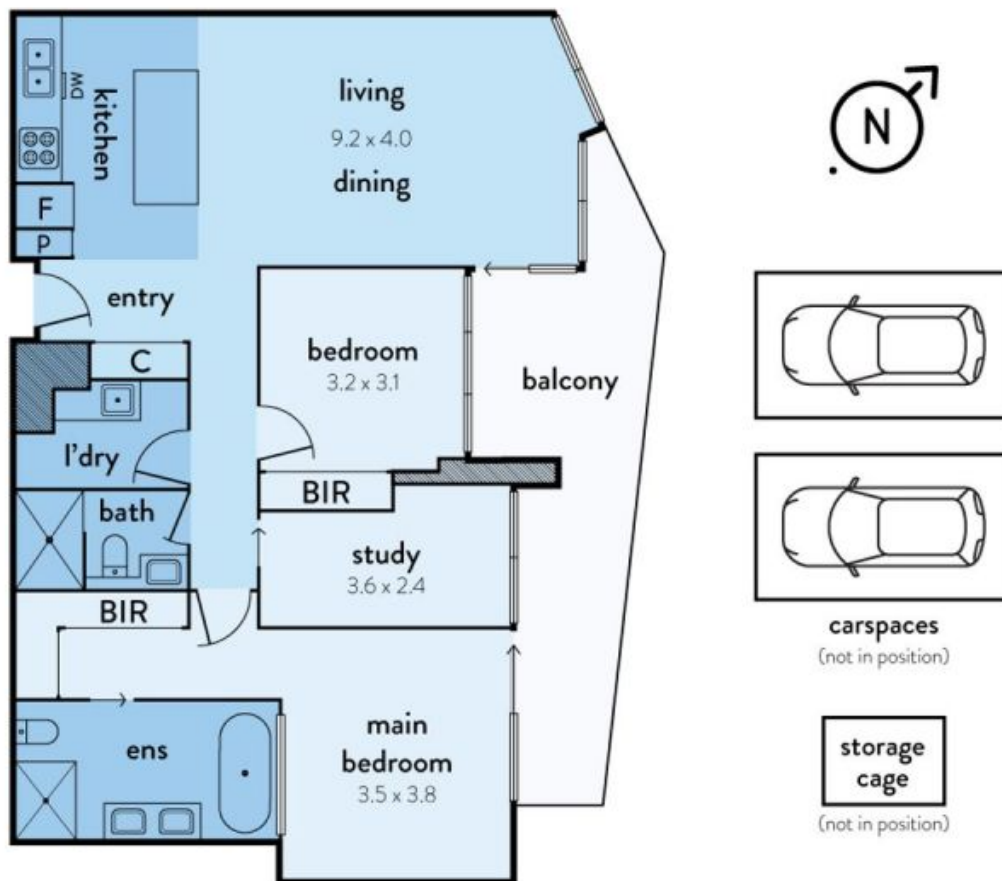 living
9.2 x 4.0
dining
kitchen
DW
F
P
entry
C
bedroom
3.2 x 3.1
balcony
l'dry
BIR
bath
study
3.6 x 2.4
BIR
ens
main
bedroom
3.5 x 3.8
N
carspaces
(not in position)
storage
cage
(not in position)